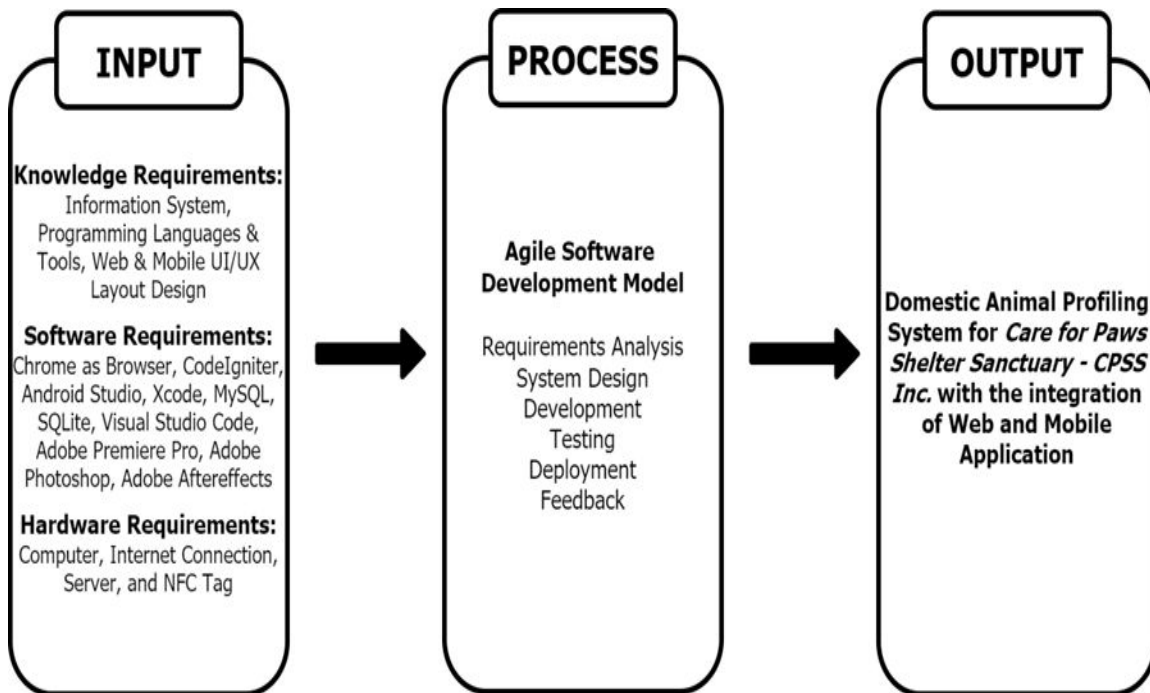 INPUT
Knowledge Requirements:
Information System,
Programming Languages &
Tools, Web & Mobile UI/UX
Layout Design
Software Requirements:
Chrome as Browser, CodeIgniter,
Android Studio, Xcode, MySQL,
SQLite, Visual Studio Code,
Adobe Premiere Pro, Adobe
Photoshop, Adobe Aftereffects
Hardware Requirements:
Computer, Internet Connection,
Server, and NFC Tag
PROCESS
Agile Software
Development Model
Requirements Analysis
System Design
Development
Testing
Deployment
Feedback
OUTPUT
Domestic Animal Profiling
System for Care for Paws
Shelter Sanctuary - CPSS
Inc. with the integration
of Web and Mobile
Application